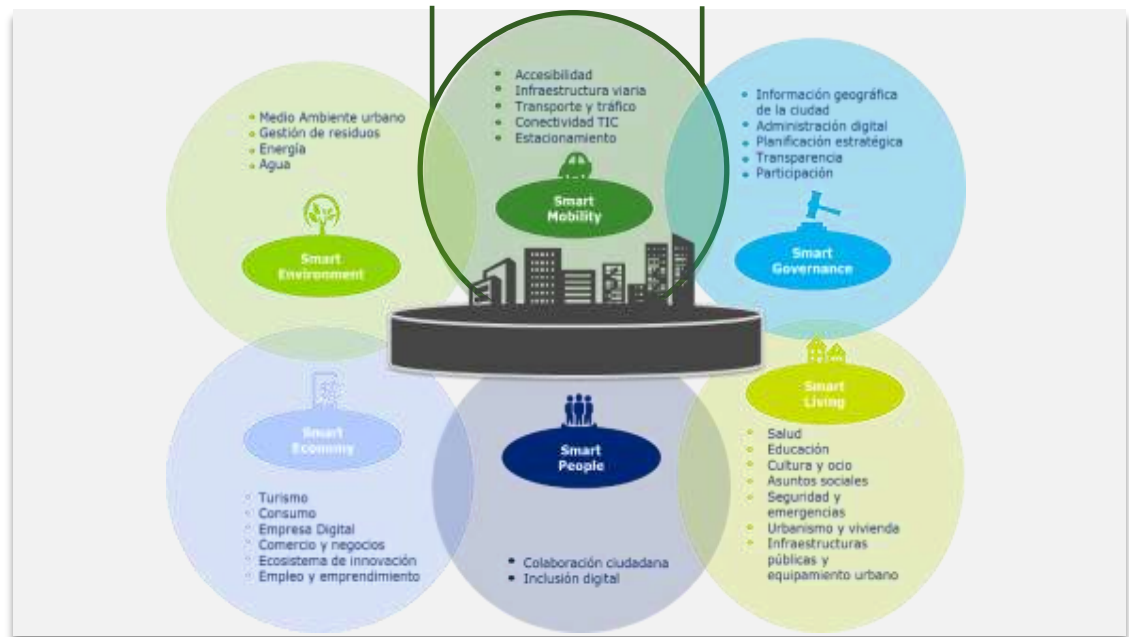 Medio Ambiente urbano
Gestión de residuos
Energía
Agua
Smart
Environment
Accesibilidad
Infraestructura viaria
Transporte y tráfico
Conectividad TIC
Estacionamiento
Smart
Mobility
Información geográfica
de la ciudad
Administración digital
Planificación estratégica
Transparencia
Participación
Smart
Governance
Smart
Economy
Turismo
Consumo
Empresa Digital
Comercio y negocios
Ecosistema de innovación
Empleo y emprendimiento
Smart
People
Colaboración ciudadana
Inclusión digital
Smart
Living
Salud
Educación
Cultura y ocio
Asuntos sociales
Seguridad y
emergencias
Urbanismo y vivienda
Infraestructuras
públicas y
equipamiento urbano